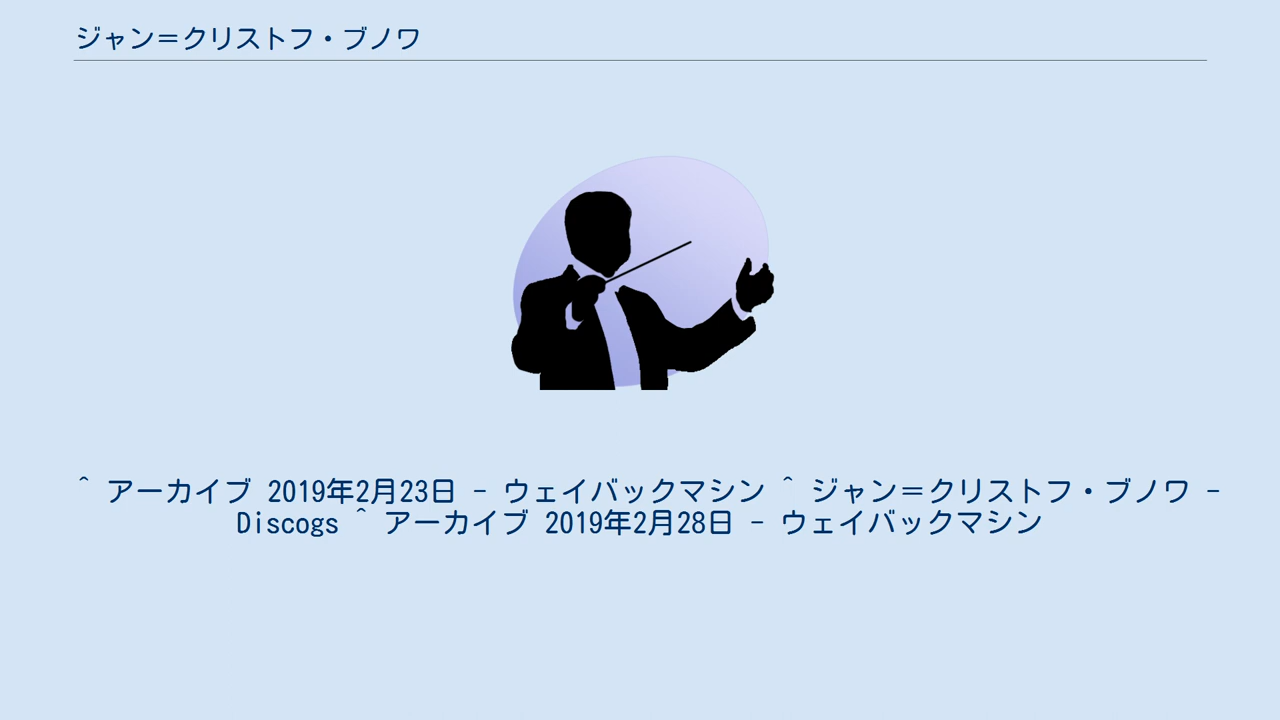 ジャン＝クリストフ・ブノワ
^ アーカイブ 2019年2月23日 - ウェイバックマシン ^ ジャン＝クリストフ・ブノワ -
Discogs ^ アーカイブ 2019年2月28日 - ウェイバックマシン